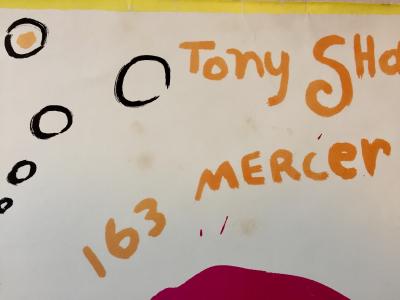 Tony SHa
163 MERCer